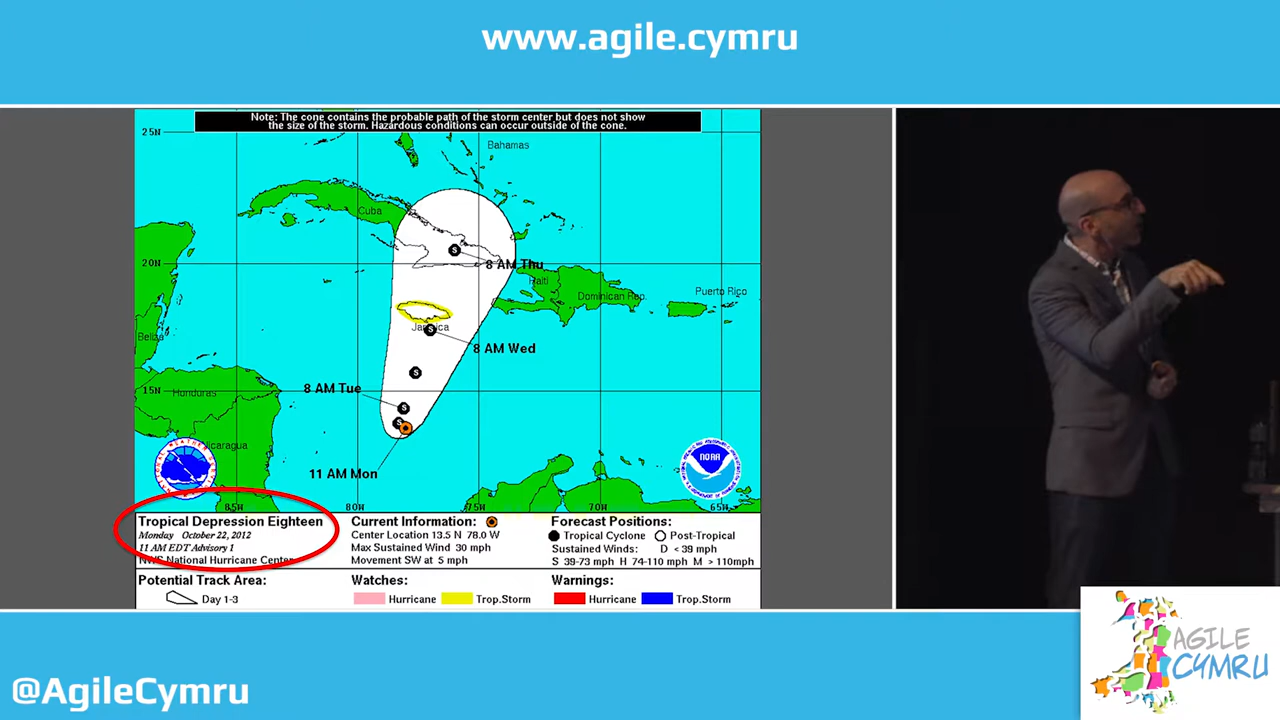 www.agile.cymru
Note: The cone contains the probable path of the storm center but does not show
the size of the storm. Hazardous conditions can occur outside of the cone.
25N
Bahamas
Cuba
20N
8 AM Thu
Haiti
Dominican Rep.
Puerto Rico
Jamaica
Belize
8 AM Wed
8 AM Tue
15N
Honduras
Nicaragua
11 AM Mon
NOAA
85W 80W 75W 70W 65W
Tropical Depression Eighteen
Monday October 22, 2012
11 AM EDT Advisory 1
NWS National Hurricane Center
Current Information:
Center Location 13.5 N 78.0 W
Max Sustained Wind 30 mph
Movement SW at 5 mph
Forecast Positions:
Tropical Cyclone Post-Tropical
Sustained Winds: D < 39 mph
S 39-73 mph H 74-110 mph M > 110mph
Potential Track Area:
Day 1-3
Watches:
Hurricane Trop.Storm
Warnings:
Hurricane Trop.Storm
@AgileCymru
AGILE
CYMRU